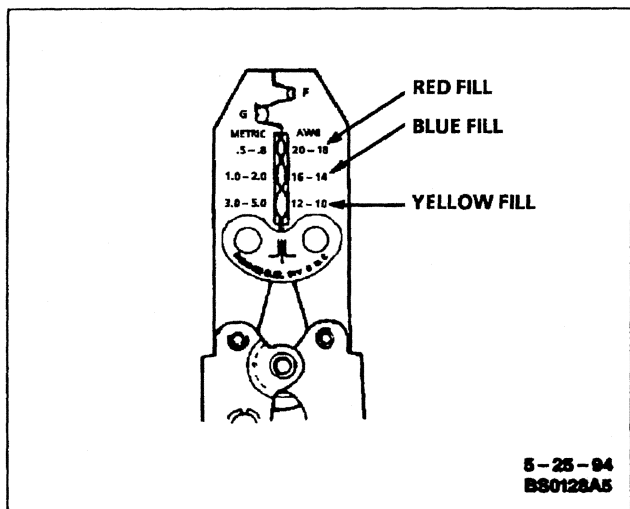 F
G
METRIC AWG
.5–.8 20–18
1.0–2.0 16–14
3.0–5.0 12–10
RED FILL
BLUE FILL
YELLOW FILL
5–25–94
BS0128A5